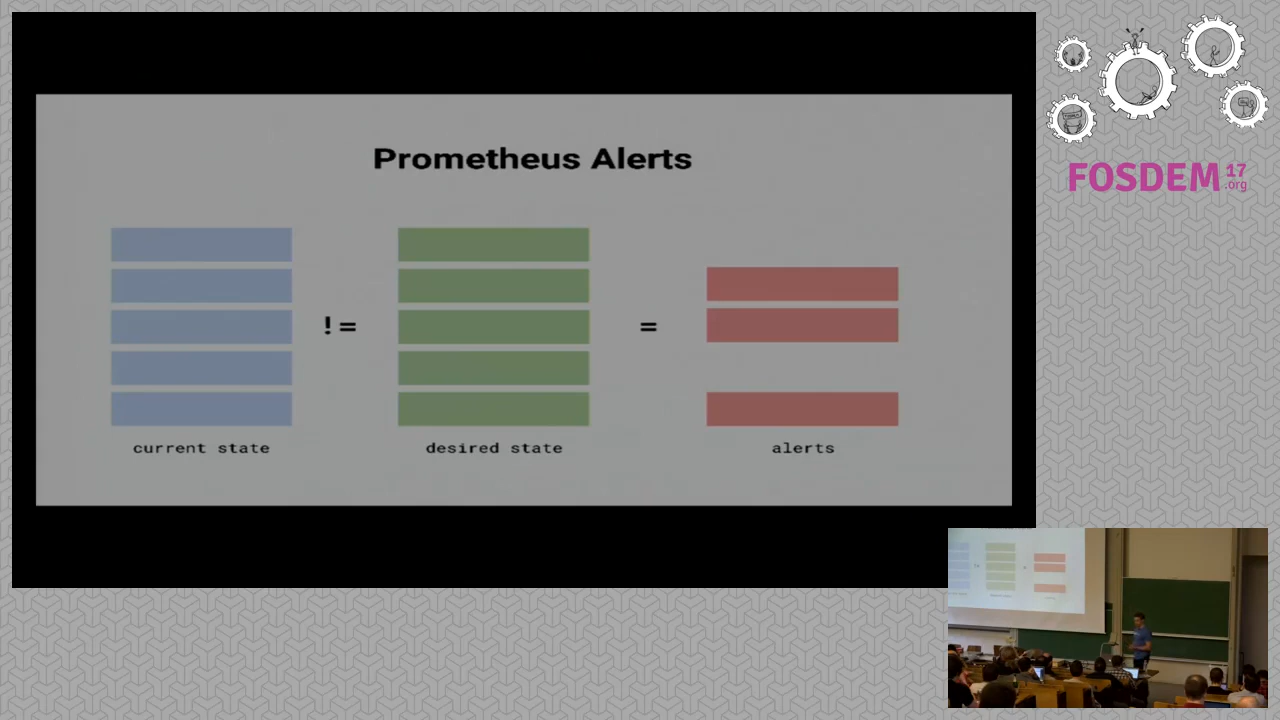 Prometheus Alerts
!=
=
current state
desired state
alerts
FOSDEM 17
.org